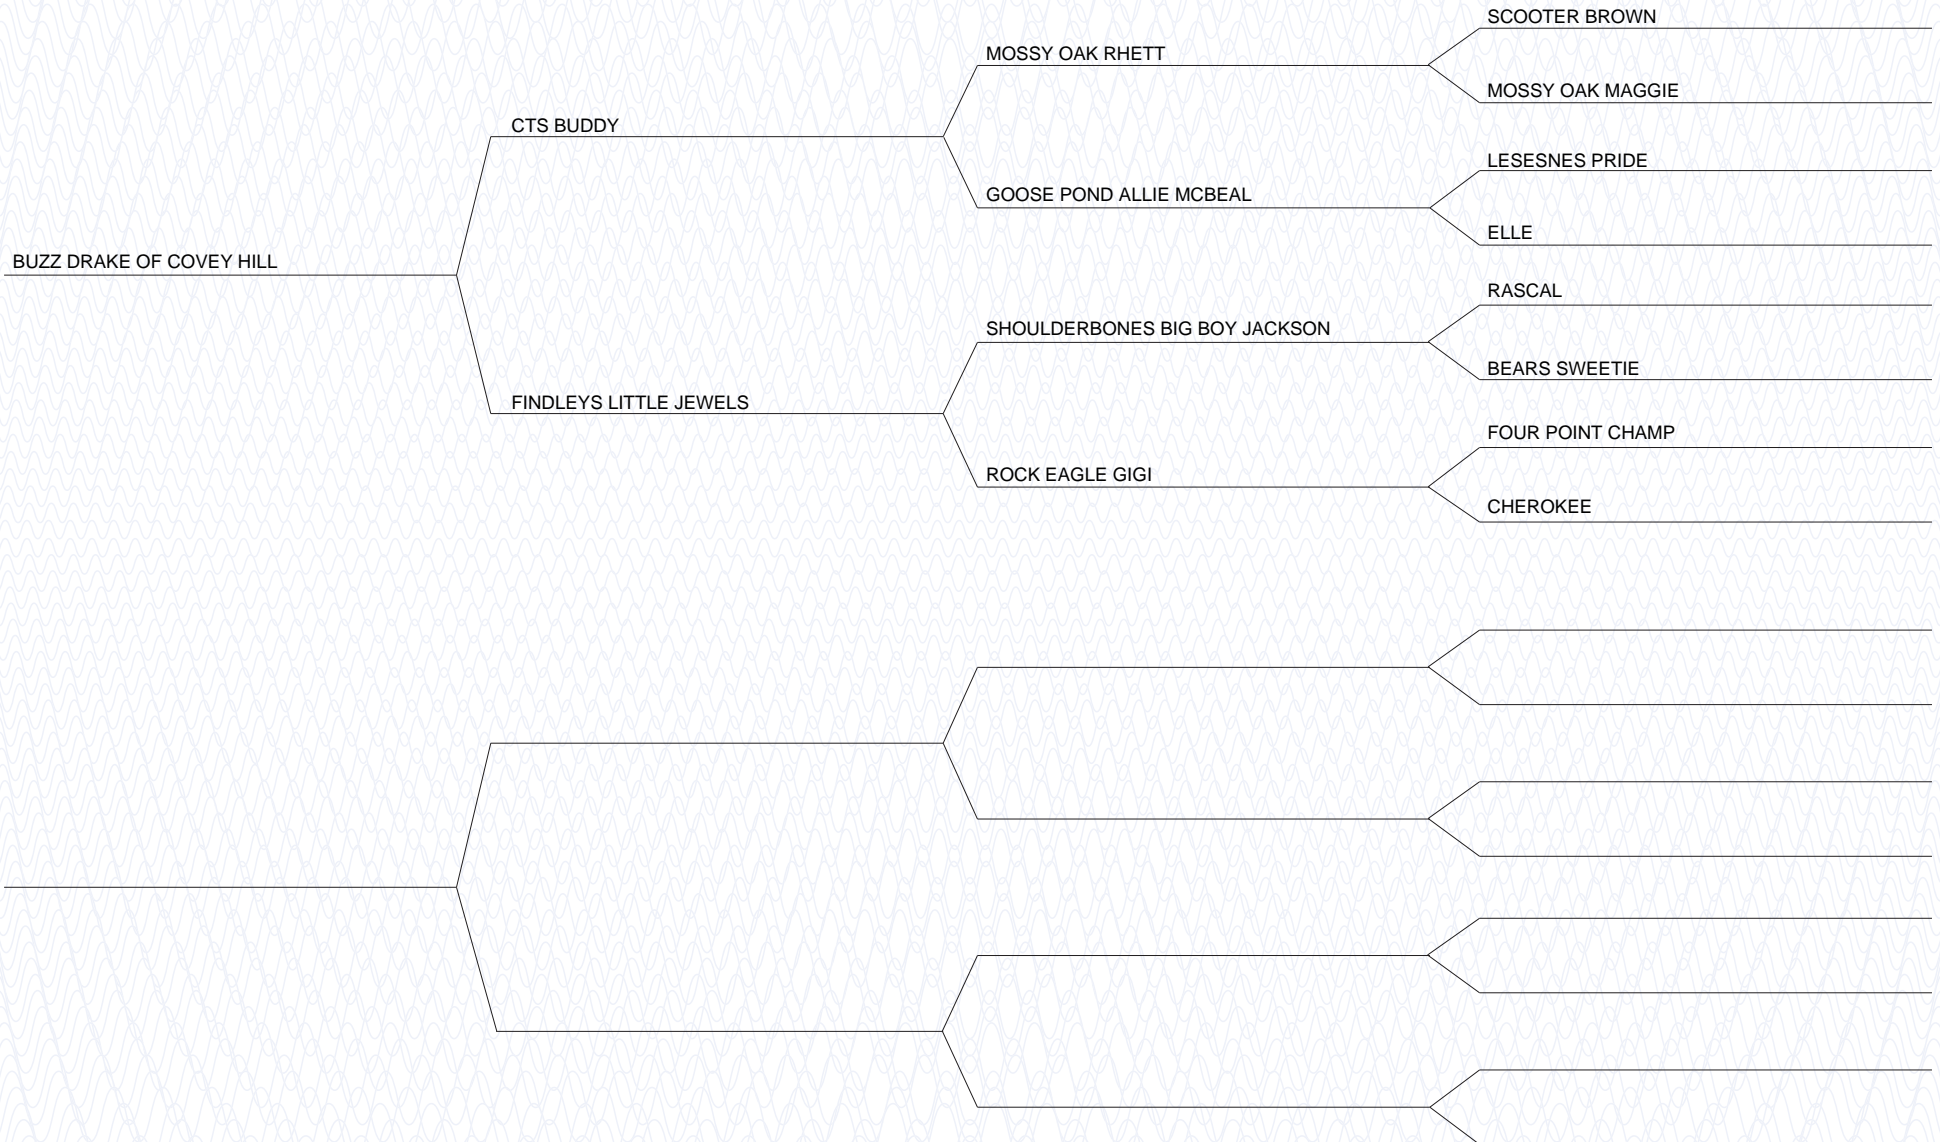 SCOOTER BROWN
MOSSY OAK RHETT
MOSSY OAK MAGGIE
CTS BUDDY
LESESNES PRIDE
GOOSE POND ALLIE MCBEAL
ELLE
BUZZ DRAKE OF COVEY HILL
RASCAL
SHOULDERBONES BIG BOY JACKSON
BEARS SWEETIE
FINDLEYS LITTLE JEWELS
FOUR POINT CHAMP
ROCK EAGLE GIGI
CHEROKEE